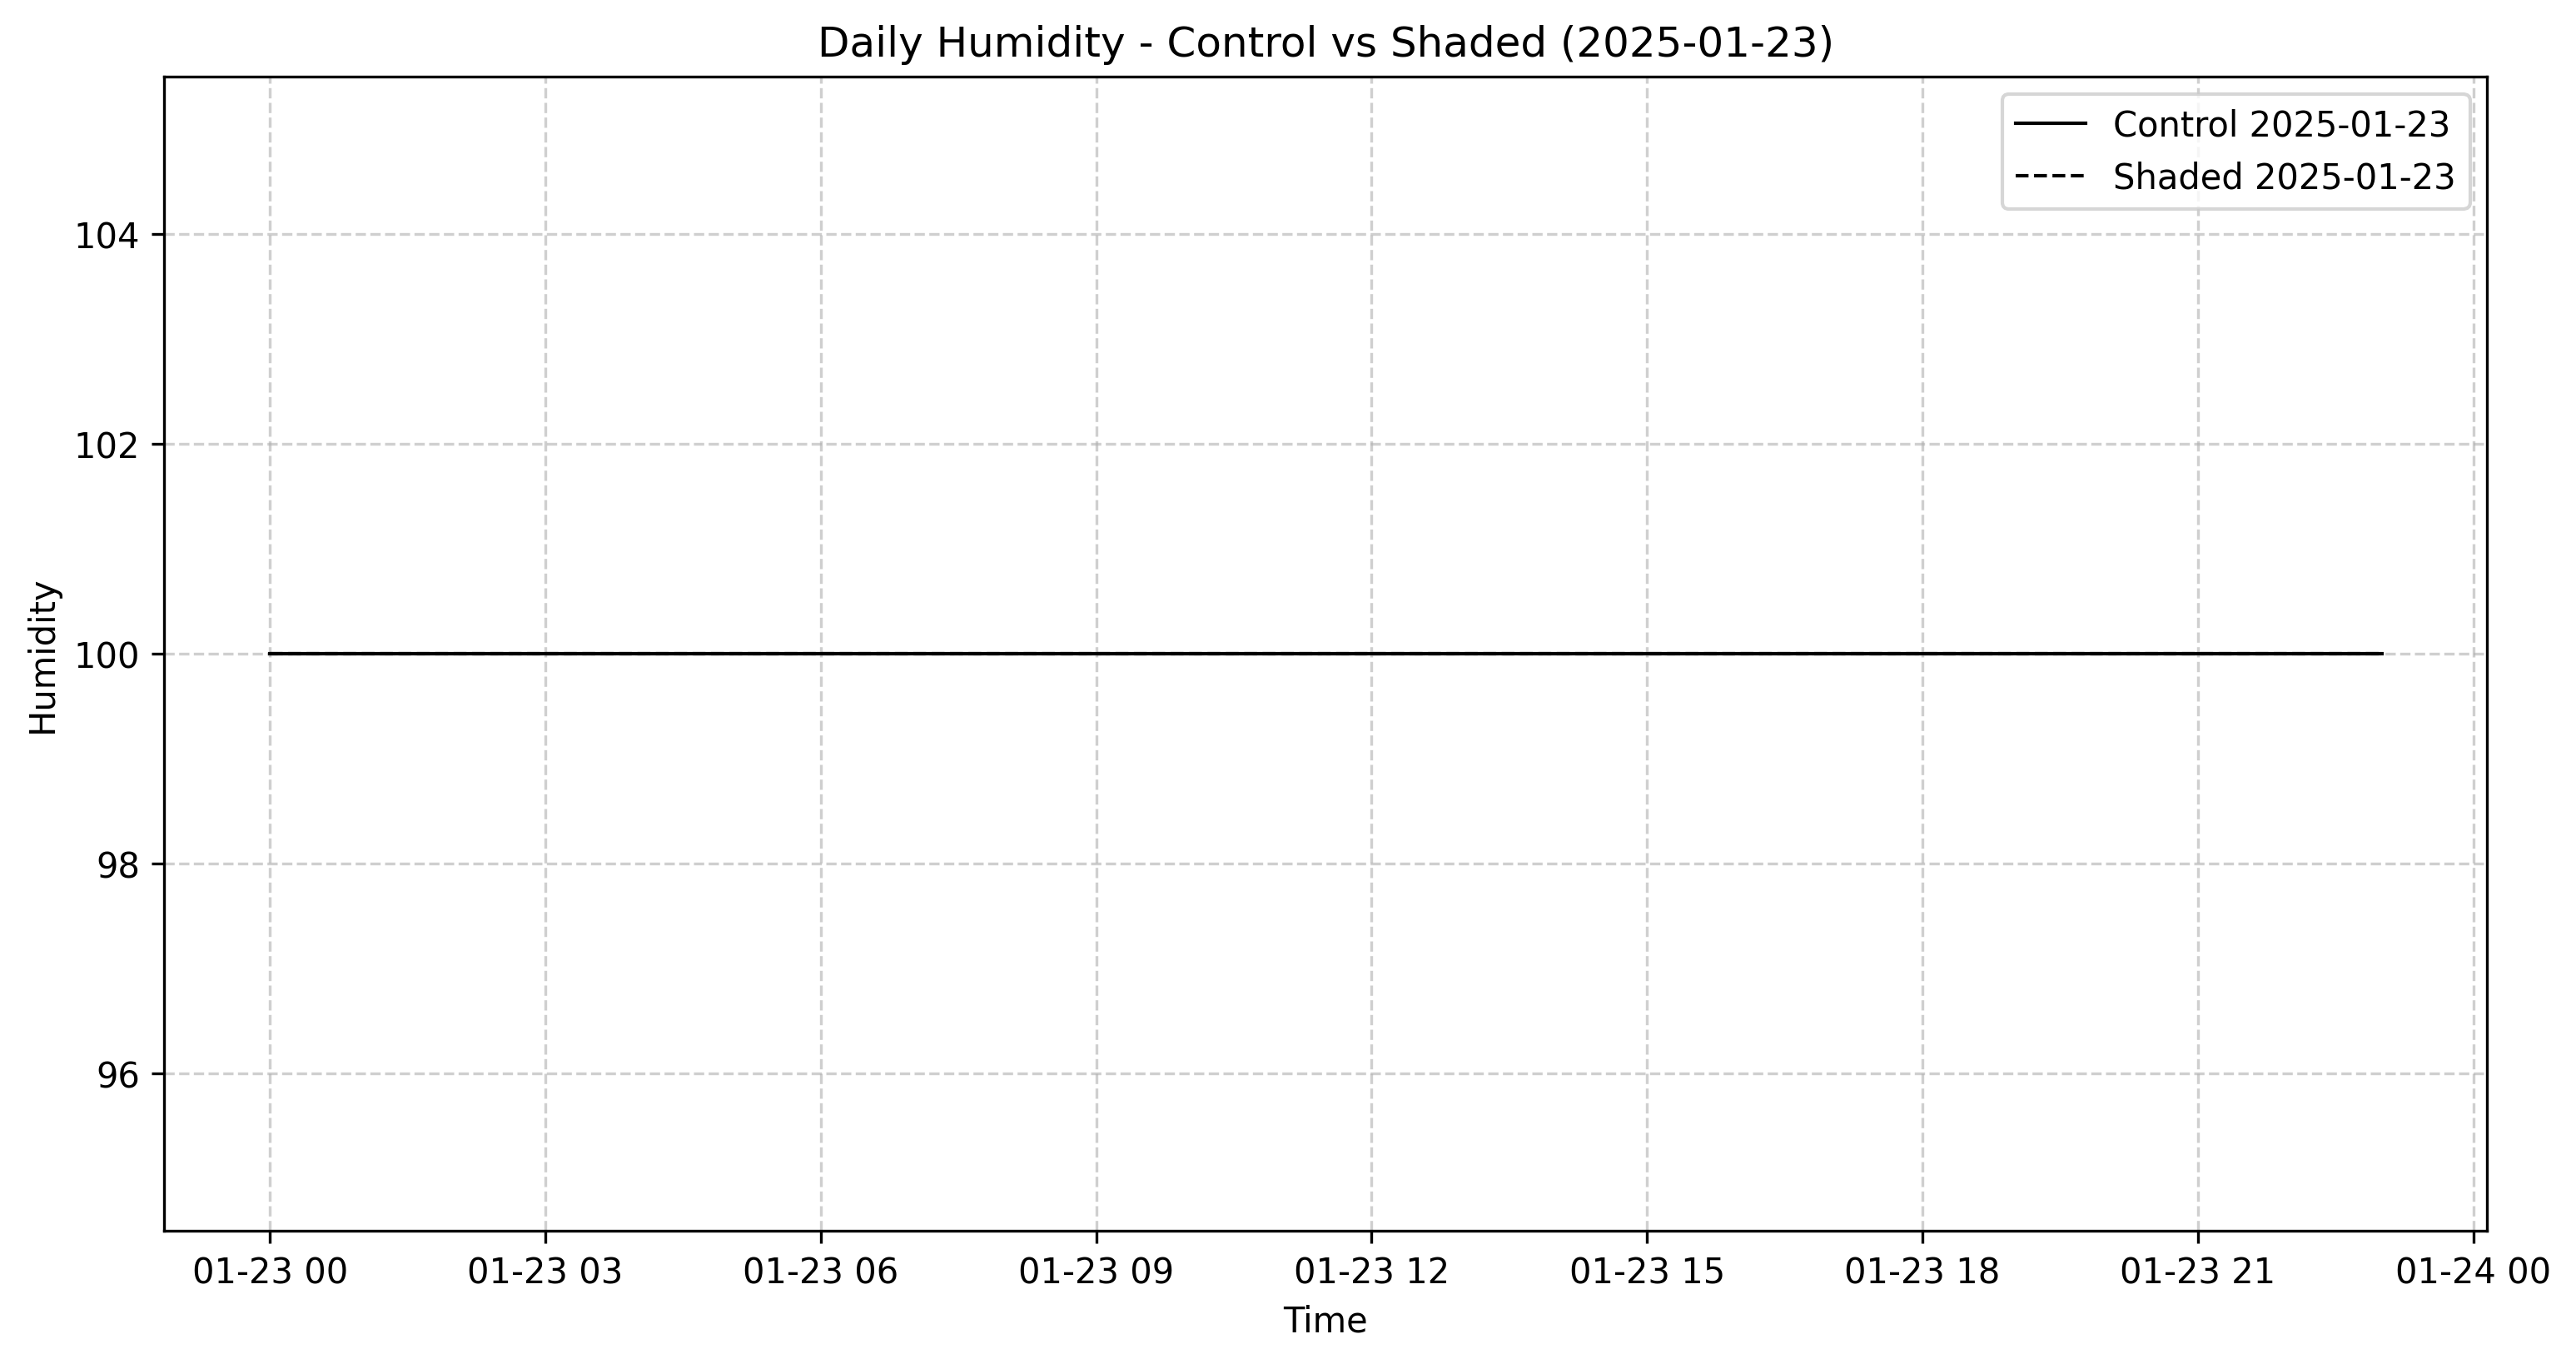 Daily Humidity - Control vs Shaded (2025-01-23)
Control 2025-01-23
Shaded 2025-01-23
104
102
100
98
96
Humidity
01-23 00 01-23 03 01-23 06 01-23 09 01-23 12 01-23 15 01-23 18 01-23 21 01-24 00
Time